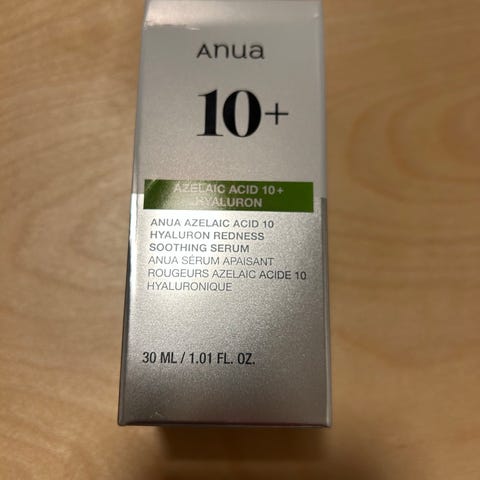 Anua
10+
AZELAIC ACID 10+
HYALURON
ANUA AZELAIC ACID 10
HYALURON REDNESS
SOOTHING SERUM
ANUA SÉRUM APAISANT
ROUGEURS AZELAIC ACIDE 10
HYALURONIQUE
30 ML / 1.01 FL. OZ.